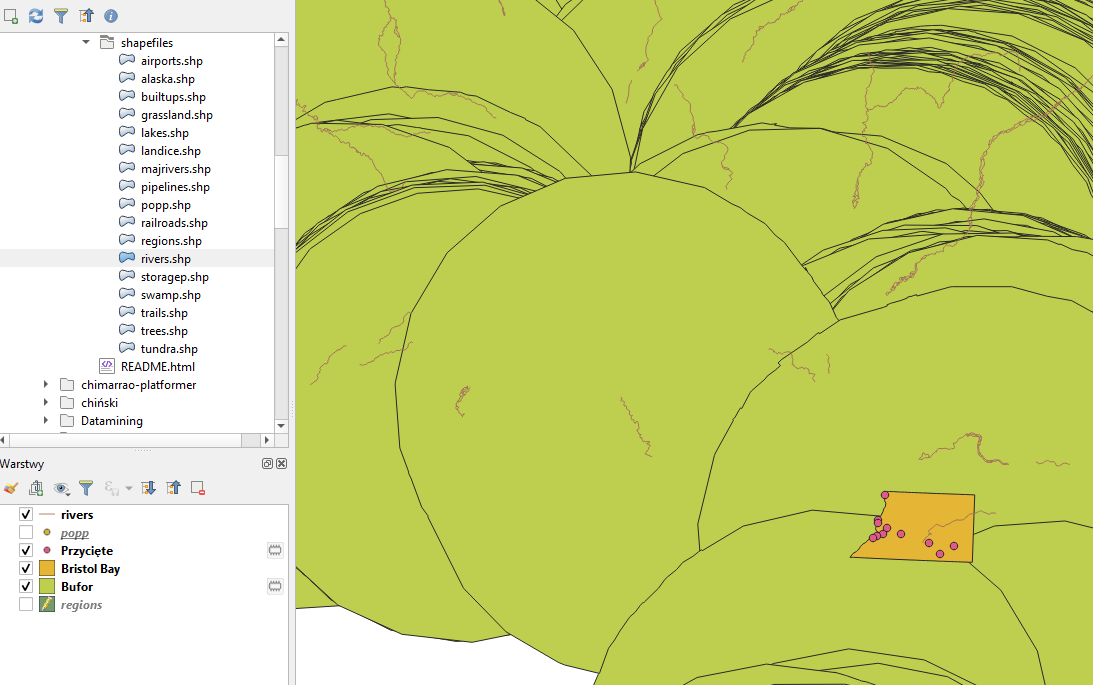 shapefiles
airports.shp
alaska.shp
builtups.shp
grassland.shp
lakes.shp
landice.shp
majrivers.shp
pipelines.shp
popp.shp
railroads.shp
regions.shp
rivers.shp
storagep.shp
swamp.shp
trails.shp
trees.shp
tundra.shp
README.html
chimarrao-platformer
chiński
Datamining
Warstwy
rivers
popp
Przycięte
Bristol Bay
Bufor
regions